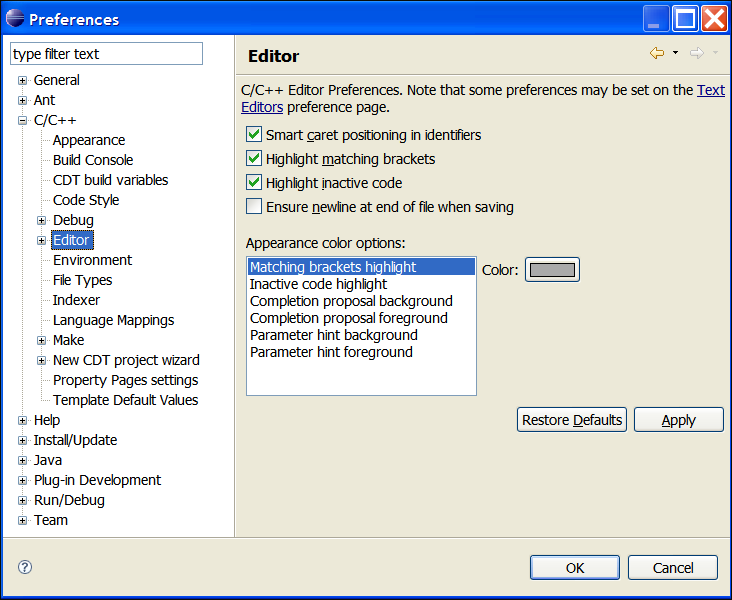 Preferences
type filter text
General
Ant
C/C++
Appearance
Build Console
CDT build variables
Code Style
Debug
Editor
Environment
File Types
Indexer
Language Mappings
Make
New CDT project wizard
Property Pages settings
Template Default Values
Help
Install/Update
Java
Plug-in Development
Run/Debug
Team
Editor
C/C++ Editor Preferences. Note that some preferences may be set on the Text
Editors preference page.
Smart caret positioning in identifiers
Highlight matching brackets
Highlight inactive code
Ensure newline at end of file when saving
Appearance color options:
Matching brackets highlight
Inactive code highlight
Completion proposal background
Completion proposal foreground
Parameter hint background
Parameter hint foreground
Color:
Restore Defaults
Apply
?
OK
Cancel